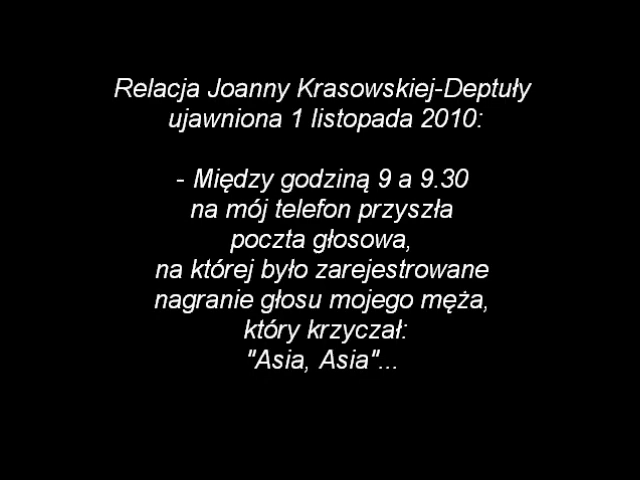 Relacja Joanny Krasowskiej-Deptuły
ujawniona 1 listopada 2010:
- Między godziną 9 a 9.30
na mój telefon przyszła
poczta głosowa,
na której było zarejestrowane
nagranie głosu mojego męża,
który krzyczał:
"Asia, Asia"...